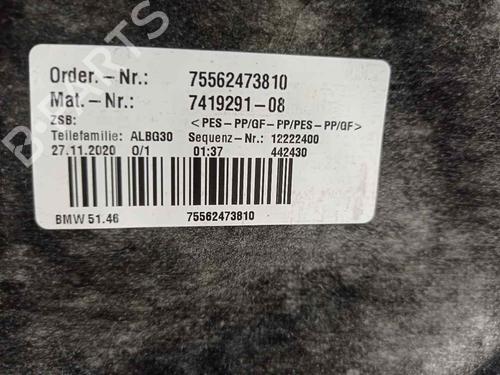 Order.-Nr.: 75562473810
Mat.-Nr.: 7419291-08
ZSB: <PES-PP/GF-PP/PES-PP/GF>
Teilefamilie: ALBG30 Sequenz-Nr.: 12222400
27.11.2020 0/1 01:37 442430
BMW 51.46 75562473810
B-PARTS